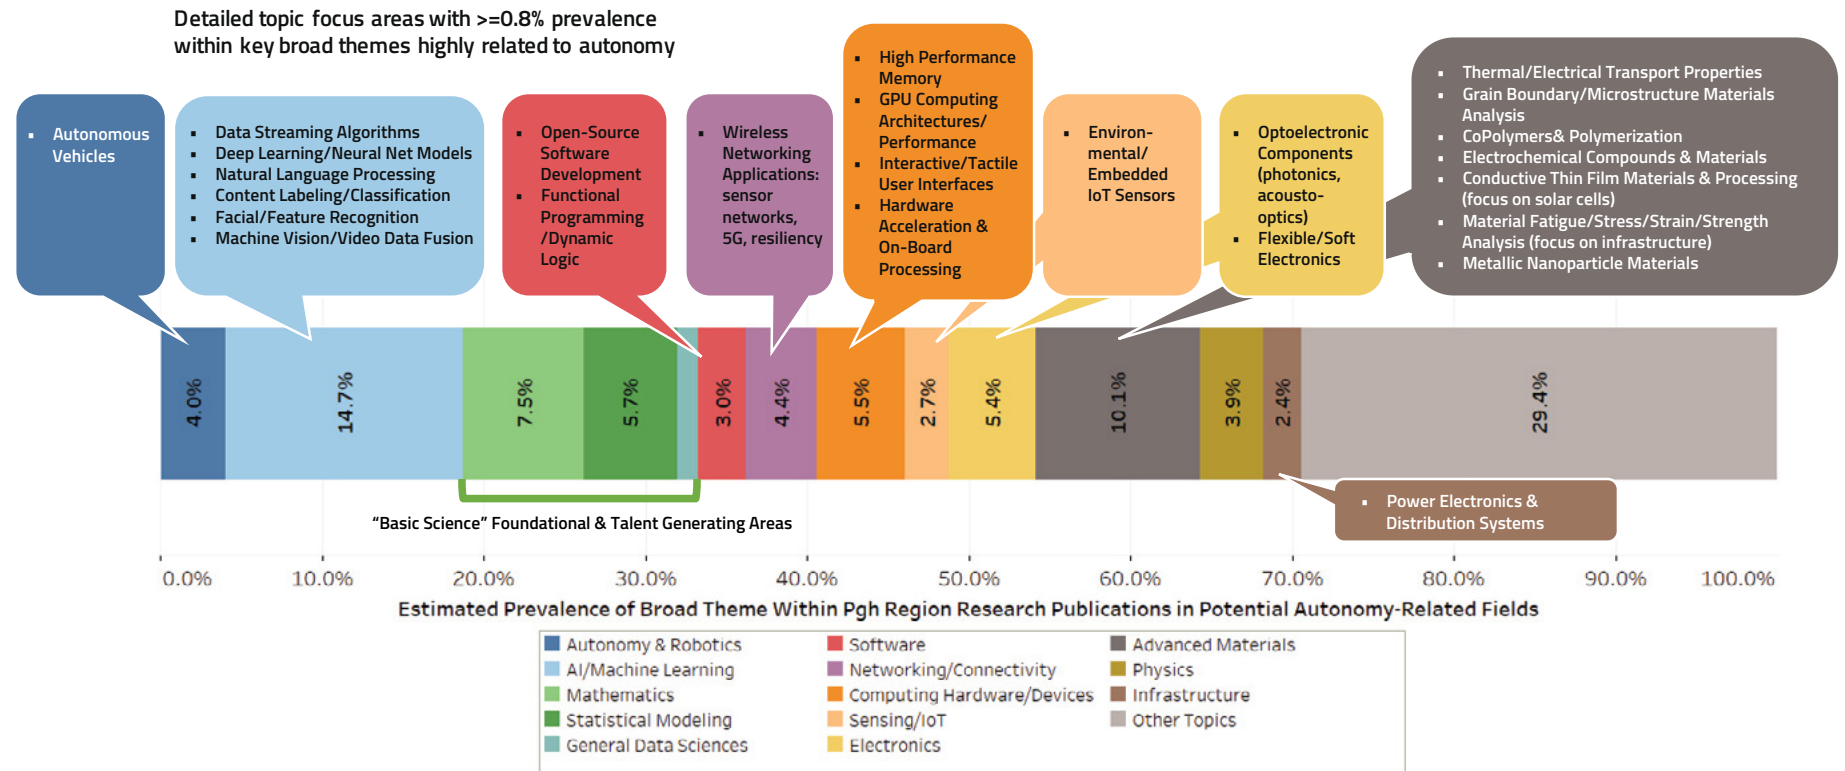 Detailed topic focus areas with >=0.8% prevalence
within key broad themes highly related to autonomy
▪ Autonomous
Vehicles
▪ Data Streaming Algorithms
▪ Deep Learning/Neural Net Models
▪ Natural Language Processing
▪ Content Labeling/Classification
▪ Facial/Feature Recognition
▪ Machine Vision/Video Data Fusion
▪ Open-Source
Software
Development
▪ Functional
Programming
/Dynamic
Logic
▪ Wireless
Networking
Applications:
sensor
networks,
5G, resiliency
▪ High Performance
Memory
▪ GPU Computing
Architectures/
Performance
▪ Interactive/Tactile
User Interfaces
▪ Hardware
Acceleration &
On-Board
Processing
▪ Environ-
mental/
Embedded
IoT Sensors
▪ Optoelectronic
Components
(photonics,
acousto-
optics)
▪ Flexible/Soft
Electronics
▪ Thermal/Electrical Transport Properties
▪ Grain Boundary/Microstructure Materials
Analysis
▪ CoPolymers& Polymerization
▪ Electrochemical Compounds & Materials
▪ Conductive Thin Film Materials & Processing
(focus on solar cells)
▪ Material Fatigue/Stress/Strain/Strength
Analysis (focus on infrastructure)
▪ Metallic Nanoparticle Materials
4.0%
14.7%
7.5%
5.7%
3.0%
4.4%
5.5%
2.7%
5.4%
10.1%
3.9%
2.4%
29.4%
"Basic Science" Foundational & Talent Generating Areas
▪ Power Electronics &
Distribution Systems
0.0%
10.0%
20.0%
30.0%
40.0%
50.0%
60.0%
70.0%
80.0%
90.0%
100.0%
Estimated Prevalence of Broad Theme Within Pgh Region Research Publications in Potential Autonomy-Related Fields
Autonomy & Robotics
AI/Machine Learning
Mathematics
Statistical Modeling
General Data Sciences
Software
Networking/Connectivity
Computing Hardware/Devices
Sensing/IoT
Electronics
Advanced Materials
Physics
Infrastructure
Other Topics